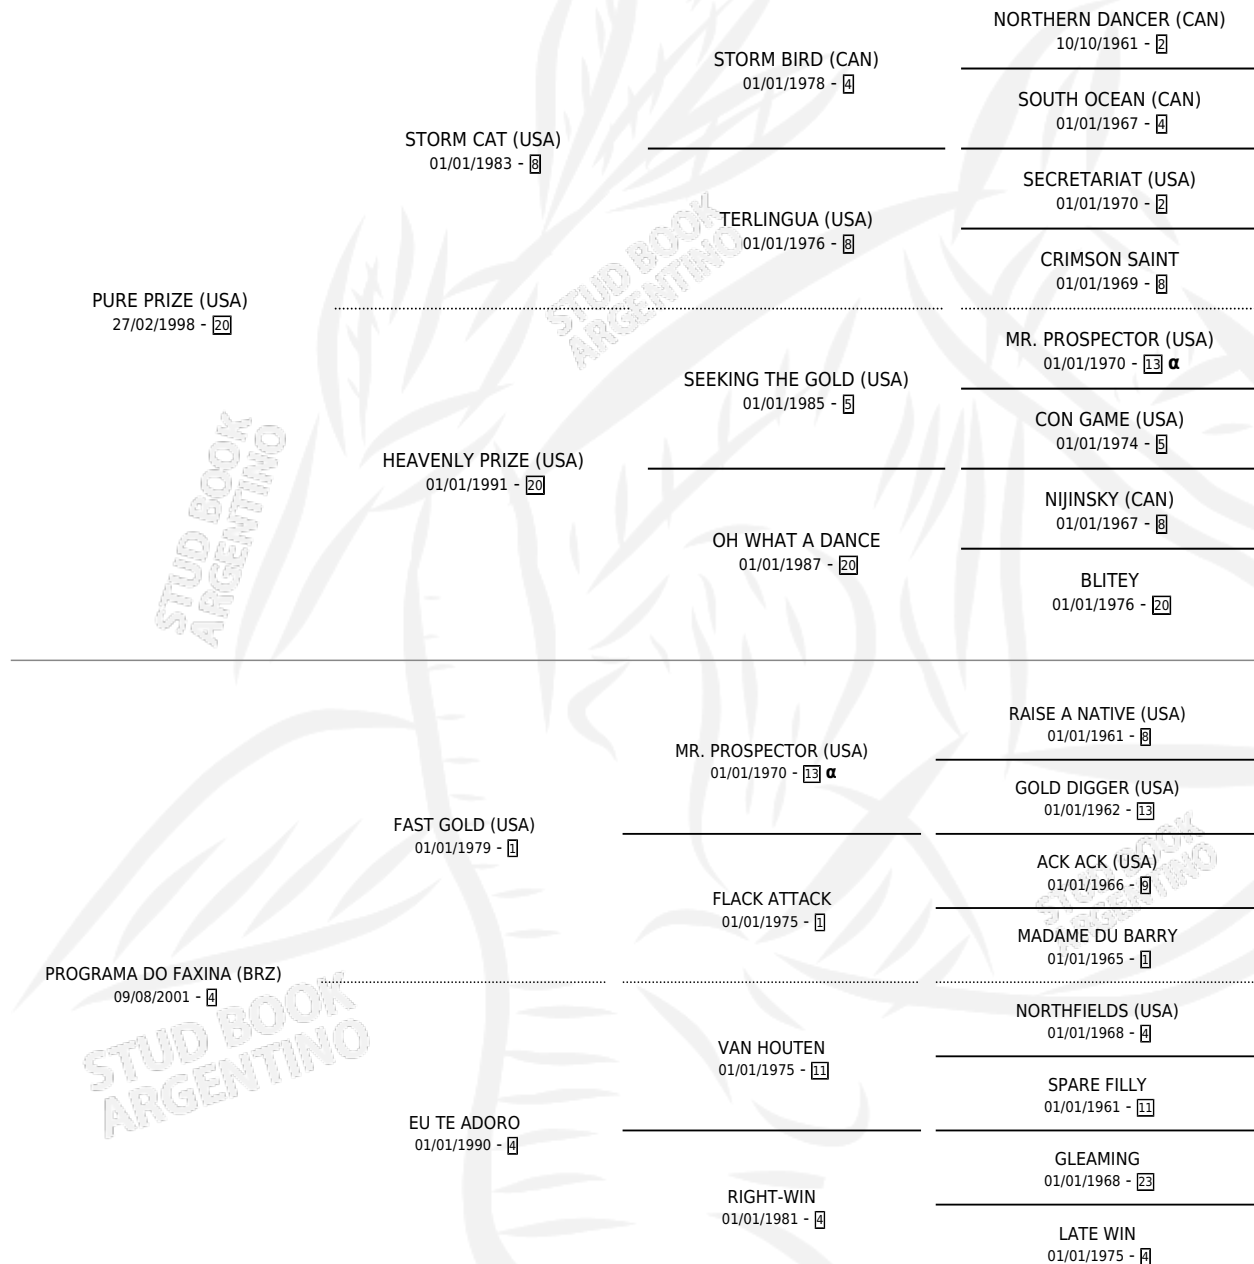 NORTHERN DANCER (CAN)
10/10/1961 - 2
STORM BIRD (CAN)
01/01/1978 - 4
SOUTH OCEAN (CAN)
01/01/1967 - 4
STORM CAT (USA)
01/01/1983 - 8
SECRETARIAT (USA)
01/01/1970 - 2
TERLINGUA (USA)
01/01/1976 - 8
CRIMSON SAINT
01/01/1969 - 8
PURE PRIZE (USA)
27/02/1998 - 20
MR. PROSPECTOR (USA)
01/01/1970 - 13 α
SEEKING THE GOLD (USA)
01/01/1985 - 5
CON GAME (USA)
01/01/1974 - 5
HEAVENLY PRIZE (USA)
01/01/1991 - 20
NIJINSKY (CAN)
01/01/1967 - 8
OH WHAT A DANCE
01/01/1987 - 20
BLITEY
01/01/1976 - 20
RAISE A NATIVE (USA)
01/01/1961 - 8
MR. PROSPECTOR (USA)
01/01/1970 - 13 α
GOLD DIGGER (USA)
01/01/1962 - 13
FAST GOLD (USA)
01/01/1979 - 1
ACK ACK (USA)
01/01/1966 - 9
FLACK ATTACK
01/01/1975 - 1
MADAME DU BARRY
01/01/1965 - 1
PROGRAMA DO FAXINA (BRZ)
09/08/2001 - 4
NORTHFIELDS (USA)
01/01/1968 - 4
VAN HOUTEN
01/01/1975 - 11
SPARE FILLY
01/01/1961 - 11
EU TE ADORO
01/01/1990 - 4
GLEAMING
01/01/1968 - 23
RIGHT-WIN
01/01/1981 - 4
LATE WIN
01/01/1975 - 4
STUD BOOK
ARGENTINO
STUD BOOK
ARGENTINO
STUD BOOK
ARGENTINO
STUD BOOK
ARGENTINO